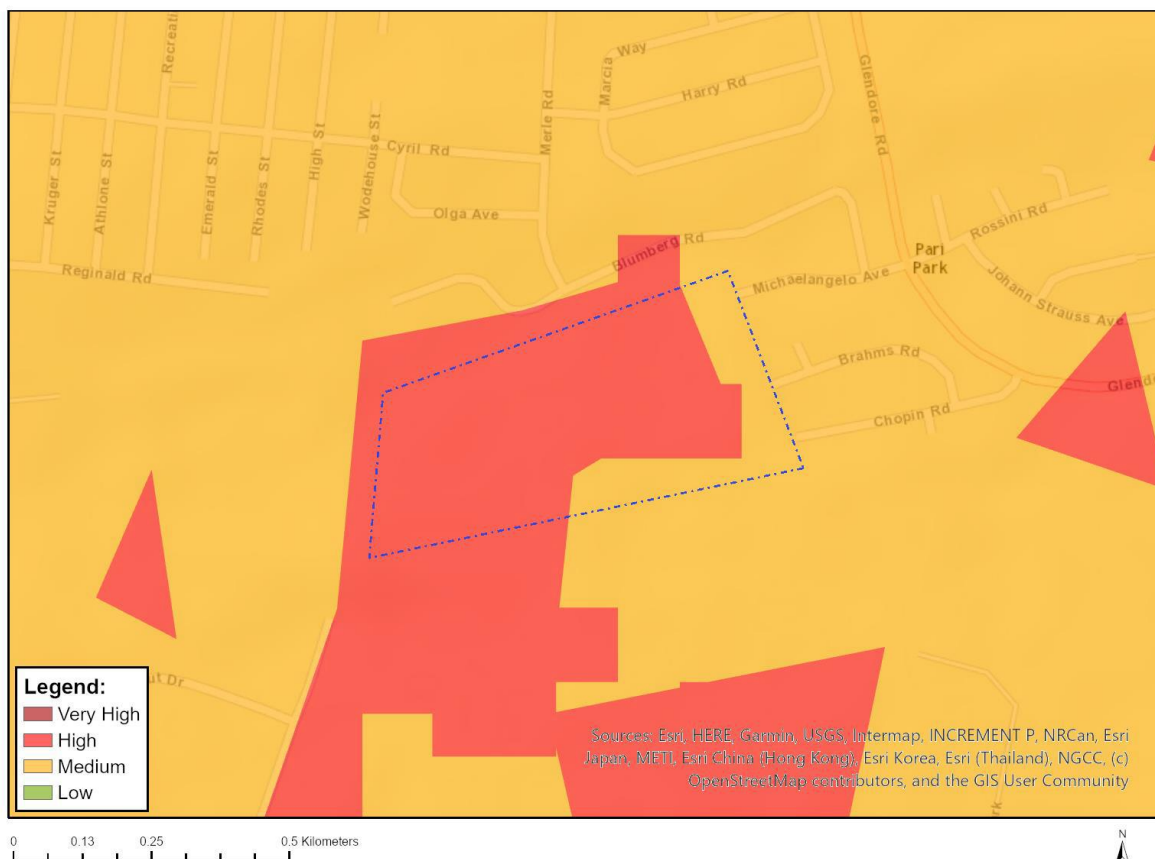 Recreati
Marcia Way
Harry Rd
Glendore Rd
Merle Rd
Kruger St
Athlone St
Emerald St
Rhodes St
High St
Wodehouse St
Cyril Rd
Olga Ave
Reginald Rd
Blumberg Rd
Michaelangelo Ave
Pari
Park
Rossini Rd
Johann Strauss Ave
Brahms Rd
Chopin Rd
ut Dr
Legend:
Very High
High
Medium
Low
Sources: Esri, HERE, Garmin, USGS, Intermap, INCREMENT P, NRCan, Esri
Japan, METI, Esri China (Hong Kong), Esri Korea, Esri (Thailand), NGCC, (c)
OpenStreetMap contributors, and the GIS User Community
0 0.13 0.25 0.5 Kilometers
N